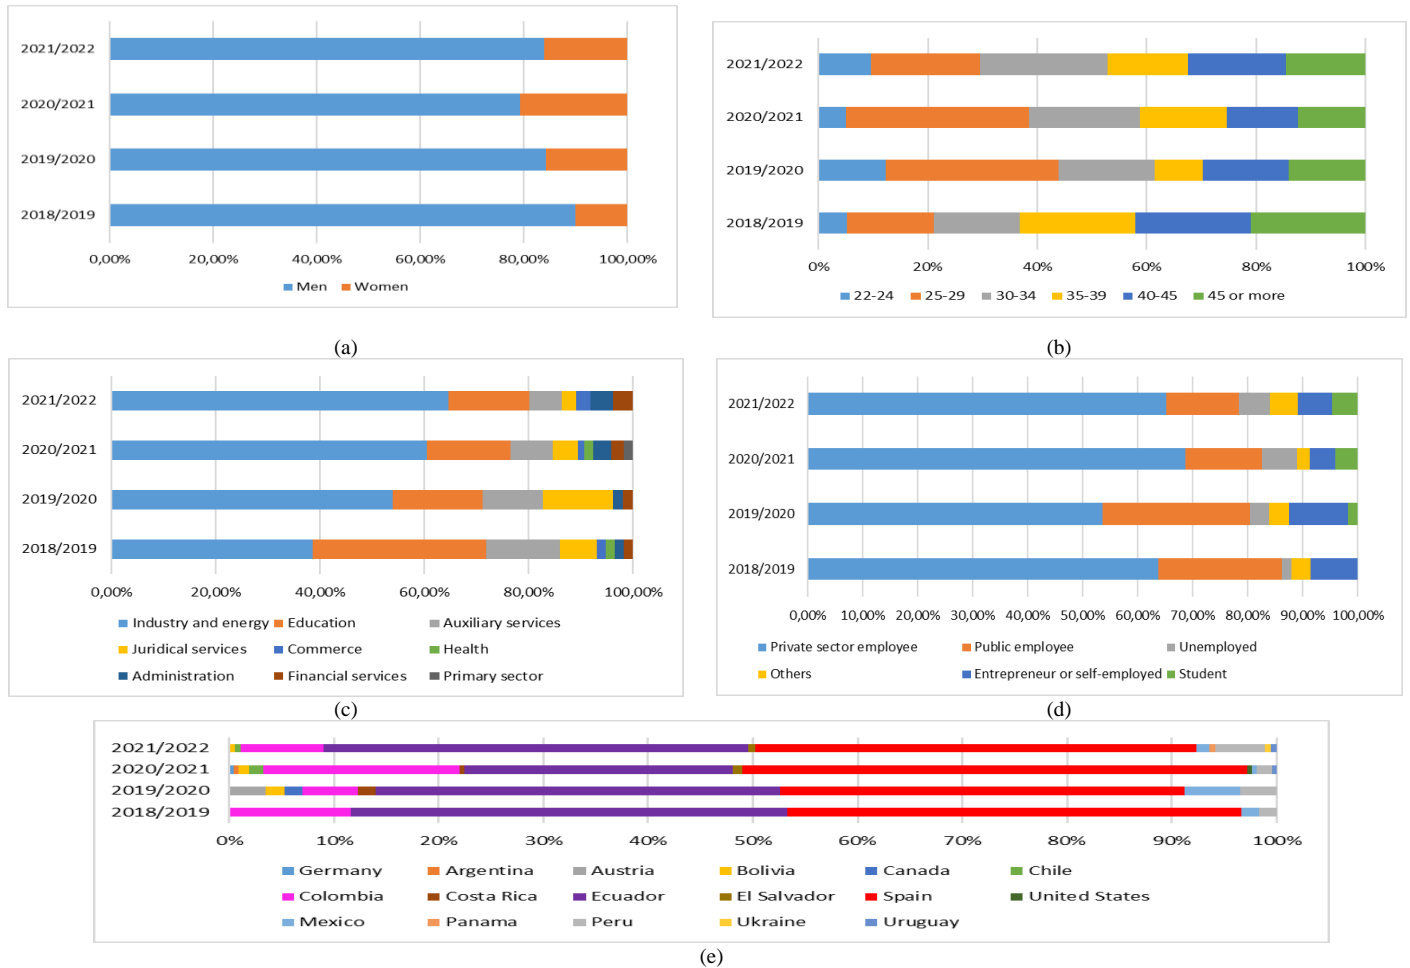 2021/2022
2020/2021
2019/2020
2018/2019
0,00% 20,00% 40,00% 60,00% 80,00% 100,00%
Men Women
(a)
2021/2022
2020/2021
2019/2020
2018/2019
0% 20% 40% 60% 80% 100%
22-24 25-29 30-34 35-39 40-45 45 or more
(b)
2021/2022
2020/2021
2019/2020
2018/2019
0,00% 20,00% 40,00% 60,00% 80,00% 100,00%
Industry and energy Education Auxiliary services
Juridical services Commerce Health
Administration Financial services Primary sector
(c)
2021/2022
2020/2021
2019/2020
2018/2019
0,00% 10,00% 20,00% 30,00% 40,00% 50,00% 60,00% 70,00% 80,00% 90,00% 100,00%
Private sector employee Public employee Unemployed
Others Entrepreneur or self-employed Student
(d)
2021/2022
2020/2021
2019/2020
2018/2019
0% 10% 20% 30% 40% 50% 60% 70% 80% 90% 100%
Germany Argentina Austria Bolivia Canada Chile
Colombia Costa Rica Ecuador El Salvador Spain United States
Mexico Panama Peru Ukraine Uruguay
(e)